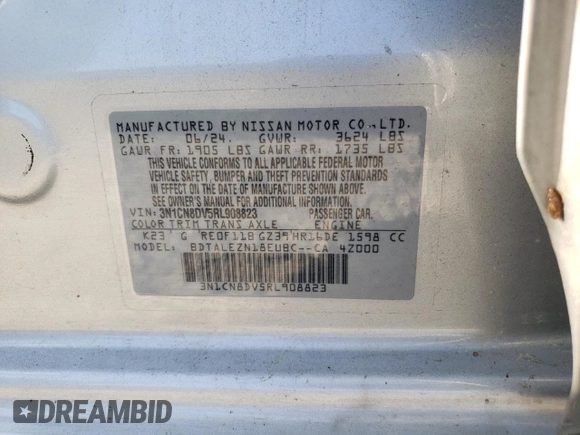 MANUFACTURED BY NISSAN MOTOR CO.,LTD.
DATE: 06/24. GVWR: 3624 LBS
GAWR FR: 1905 LBS GAWR RR: 1735 LBS
THIS VEHICLE CONFORMS TO ALL APPLICABLE FEDERAL MOTOR
VEHICLE SAFETY, BUMPER AND THEFT PREVENTION STANDARDS
IN EFFECT ON THE DATE OF MANUFACTURE SHOWN ABOVE.
SEE OWNERS MANUAL FOR ADDITIONAL INFORMATION.
VIN: 3N1CN8DV5RL908823 PASSENGER CAR.
COLOR TRIM TRANS AXLE ENGINE
K23 G RE0F11B GZ39 HR16DE 1598 CC
MODEL: BDTALEZN18EUBC--CA 4Z000
3N1CN8DV5RL908823
DREAMBID